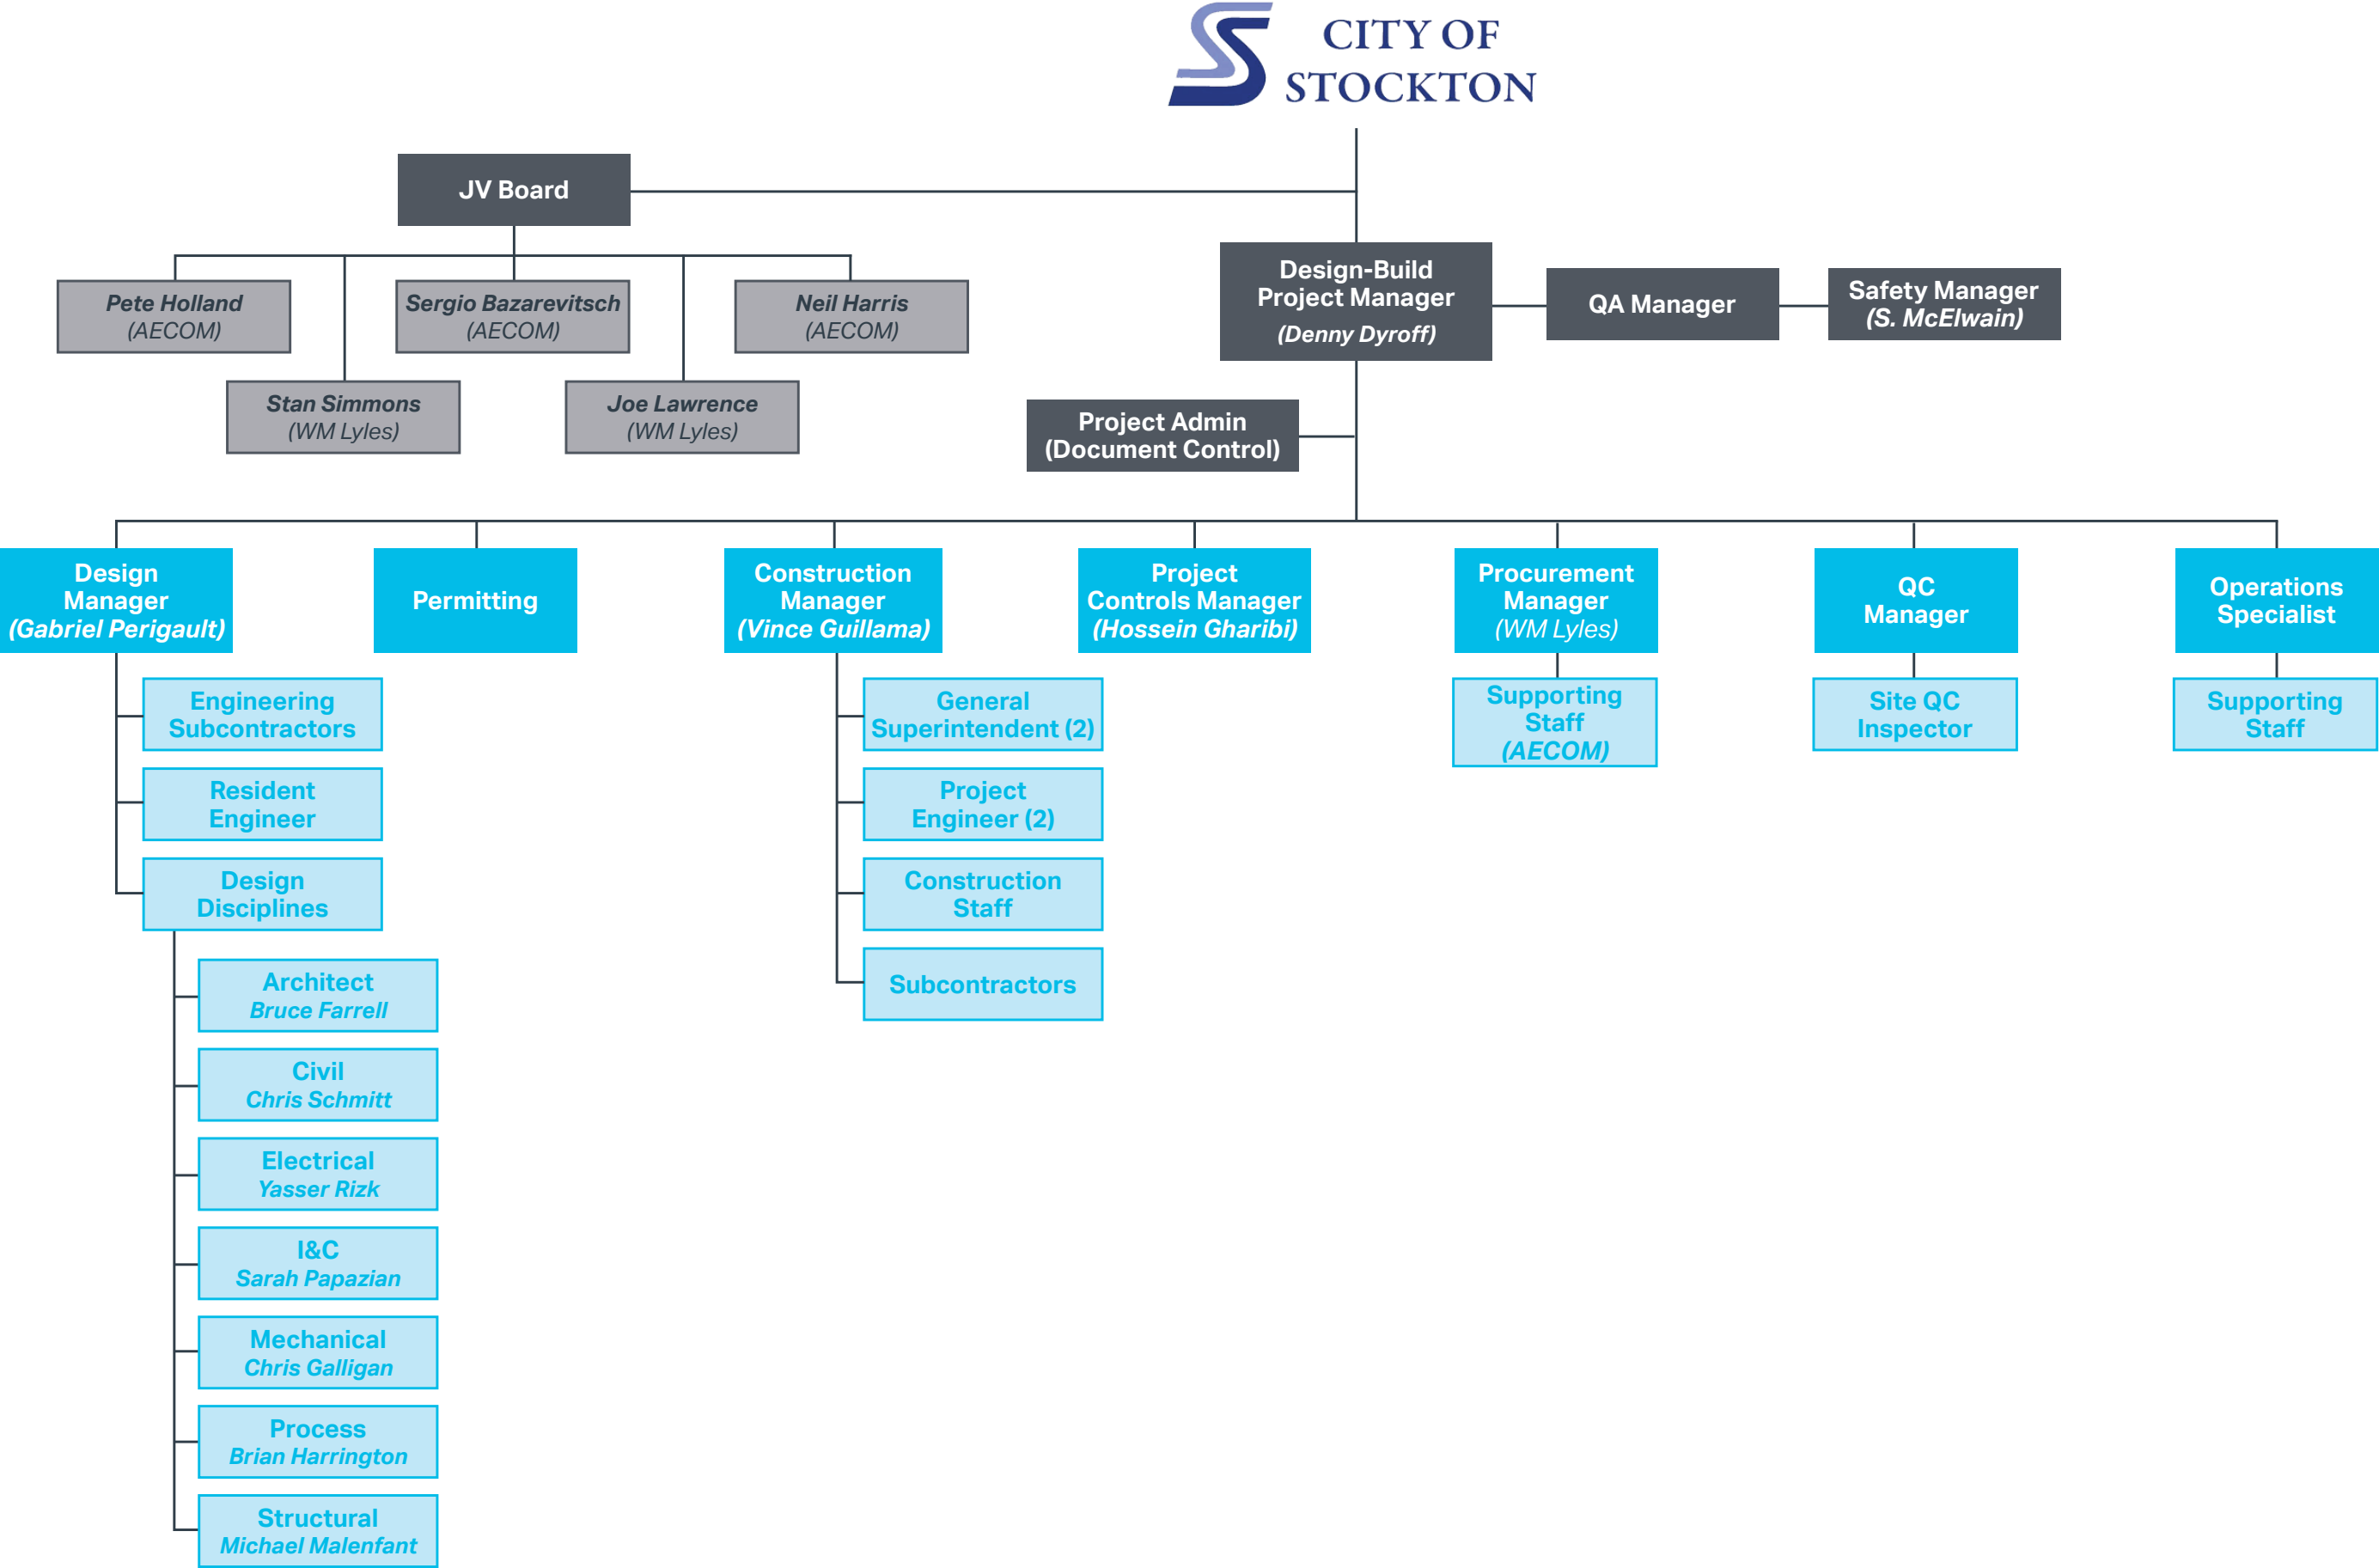 CITY OF
STOCKTON
JV Board
Pete Holland
(AECOM)
Sergio Bazarevitsch
(AECOM)
Neil Harris
(AECOM)
Stan Simmons
(WM Lyles)
Joe Lawrence
(WM Lyles)
Design-Build
Project Manager
(Denny Dyroff)
QA Manager
Safety Manager
(S. McElwain)
Project Admin
(Document Control)
Design
Manager
(Gabriel Perigault)
Permitting
Construction
Manager
(Vince Guillama)
Project
Controls Manager
(Hossein Gharibi)
Procurement
Manager
(WM Lyles)
QC
Manager
Operations
Specialist
Engineering
Subcontractors
Resident
Engineer
Design
Disciplines
Architect
Bruce Farrell
Civil
Chris Schmitt
Electrical
Yasser Rizk
I&C
Sarah Papazian
Mechanical
Chris Galligan
Process
Brian Harrington
Structural
Michael Malenfant
General
Superintendent (2)
Project
Engineer (2)
Construction
Staff
Subcontractors
Supporting
Staff
(AECOM)
Site QC
Inspector
Supporting
Staff